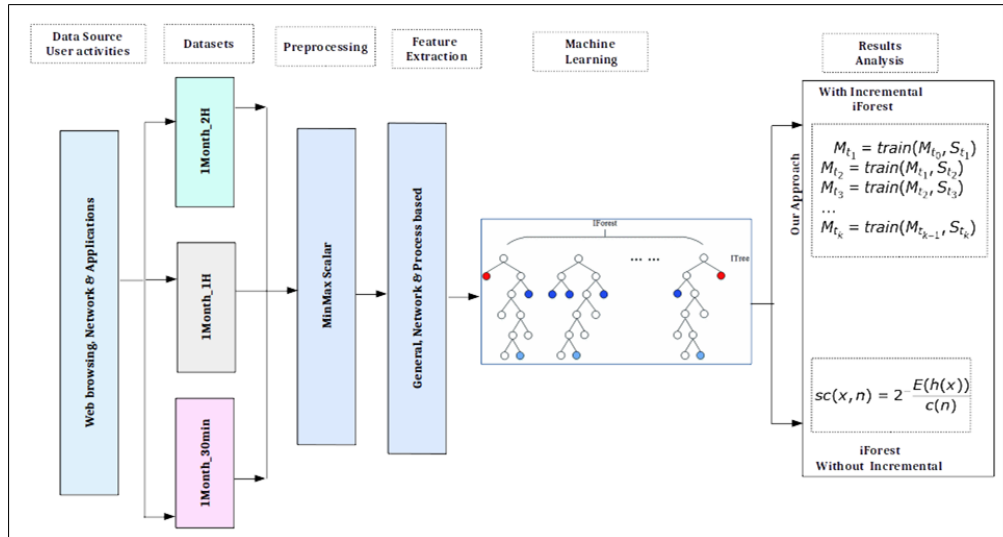 Data Source
User activities
Datasets
Preprocessing
Feature
Extraction
Machine
Learning
Results
Analysis
Web browsing, Network & Applications
1Month_2H
1Month_1H
1Month_30min
MinMax Scalar
General, Network & Process based
IForest
... ...
ITree
Our Approach
With Incremental
iForest
M_{t_1} = train(M_{t_0}, S_{t_1})
M_{t_2} = train(M_{t_1}, S_{t_2})
M_{t_3} = train(M_{t_2}, S_{t_3})
...
M_{t_k} = train(M_{t_{k-1}}, S_{t_k})
sc(x, n) = 2^- E(h(x))
c(n)
iForest
Without Incremental